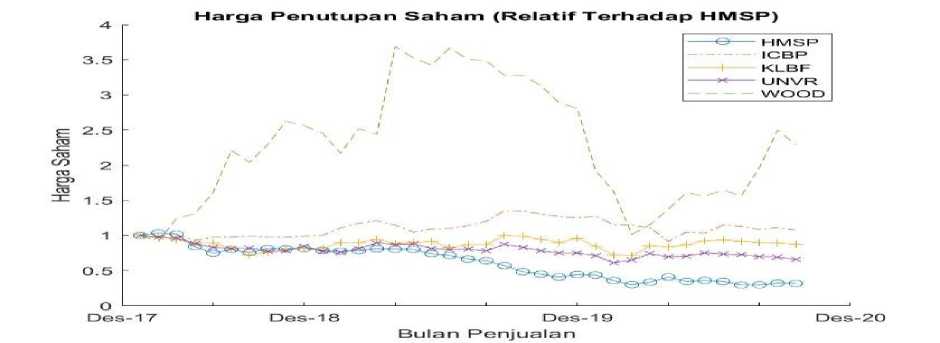 Harga Penutupan Saham (Relatif Terhadap HMSP)
4
3.5
3
2.5
2
1.5
1
0.5
0
Harga Saham
HMSP
ICBP
KLBF
UNVR
WOOD
Des-17 Des-18 Des-19 Des-20
Bulan Penjualan